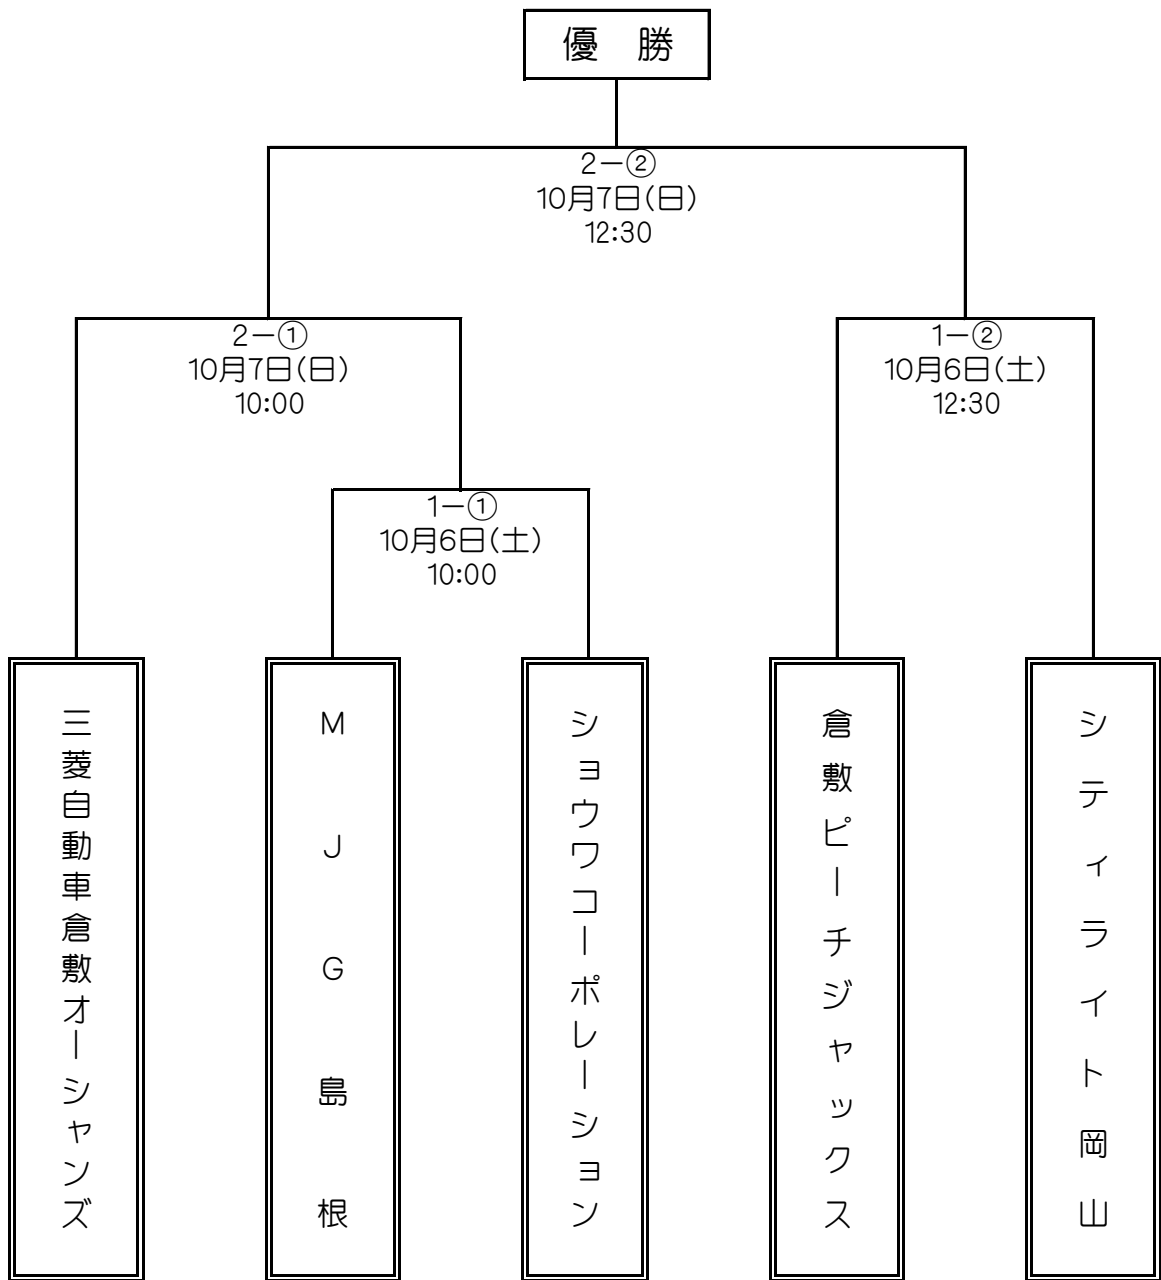 優　勝
2－②
10月7日(日)
12:30
2－①
10月7日(日)
10:00
1－②
10月6日(土)
12:30
1－①
10月6日(土)
10:00
三菱自動車倉敷オーシャンズ
MJG島根
ショウワコーポレーション
倉敷ピーチジャックス
シティライト岡山